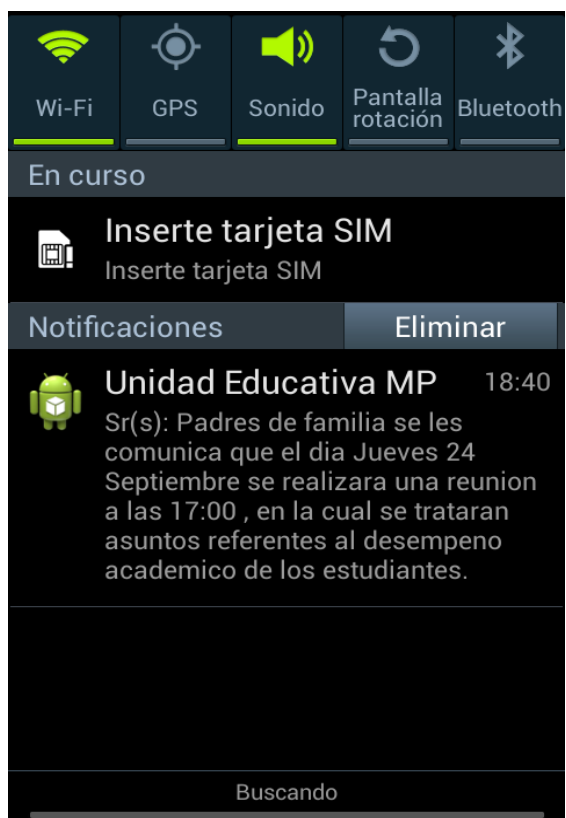 Wi-Fi
GPS
Sonido
Pantalla
rotación
Bluetooth
En curso
Inserte tarjeta SIM
Inserte tarjeta SIM
Notificaciones
Eliminar
Unidad Educativa MP 18:40
Sr(s): Padres de familia se les
comunica que el dia Jueves 24
Septiembre se realizara una reunion
a las 17:00 , en la cual se trataran
asuntos referentes al desempeno
academico de los estudiantes.
Buscando